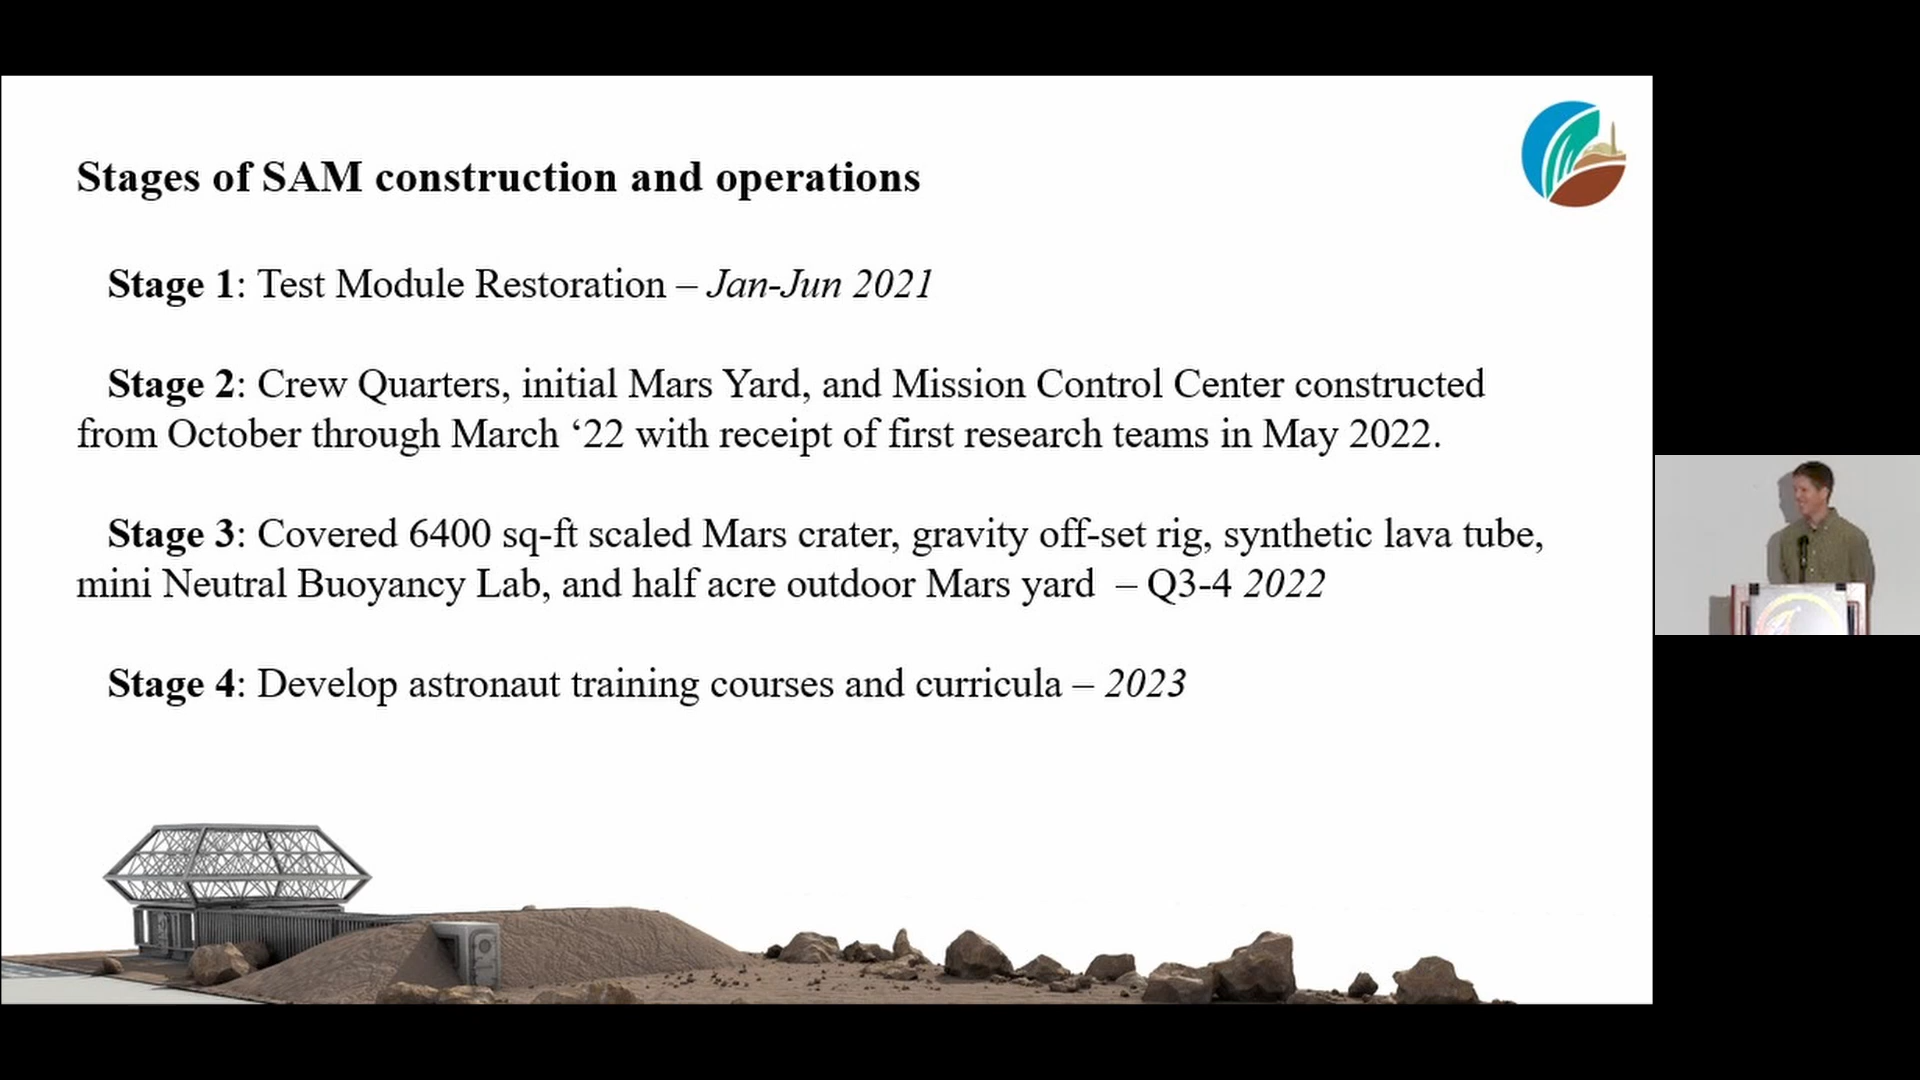 Stages of SAM construction and operations
Stage 1: Test Module Restoration – Jan-Jun 2021
Stage 2: Crew Quarters, initial Mars Yard, and Mission Control Center constructed
from October through March ‘22 with receipt of first research teams in May 2022.
Stage 3: Covered 6400 sq-ft scaled Mars crater, gravity off-set rig, synthetic lava tube,
mini Neutral Buoyancy Lab, and half acre outdoor Mars yard – Q3-4 2022
Stage 4: Develop astronaut training courses and curricula – 2023